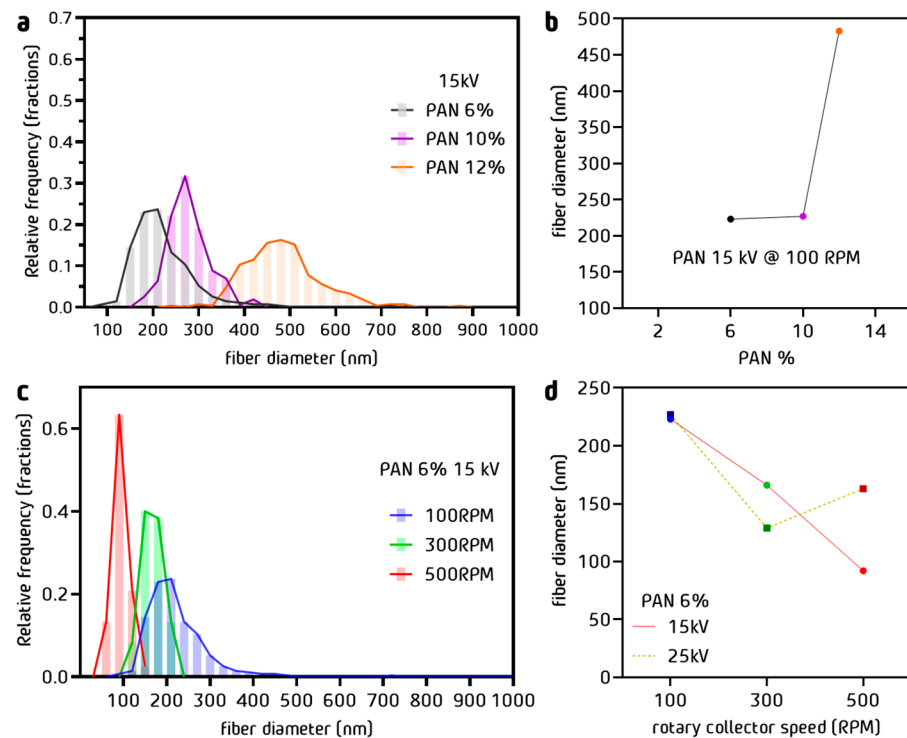 a
Relative frequency (fractions)
0.7
0.6
0.5
0.4
0.3
0.2
0.1
0.0
15kV
PAN 6%
PAN 10%
PAN 12%
100 200 300 400 500 600 700 800 900 1000
fiber diameter (nm)
b
fiber diameter (nm)
500
450
400
350
300
250
200
150
100
PAN 15 kV @ 100 RPM
2 6 10 14
PAN %
c
Relative frequency (fractions)
0.6
0.4
0.2
0.0
PAN 6% 15 kV
100RPM
300RPM
500RPM
100 200 300 400 500 600 700 800 900 1000
fiber diameter (nm)
d
fiber diameter (nm)
250
200
150
100
50
0
PAN 6%
15kV
25kV
100 300 500
rotary collector speed (RPM)